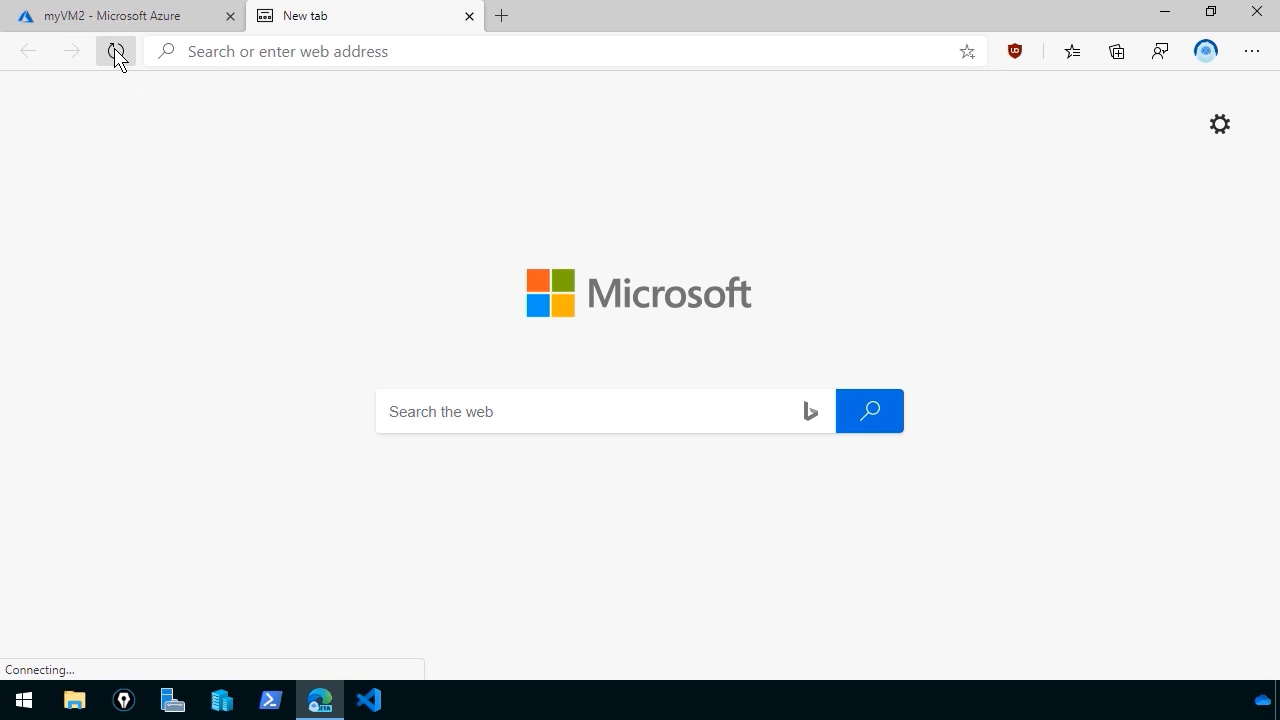 myVM2 - Microsoft Azure
New tab
Search or enter web address
Microsoft
Search the web
Connecting...